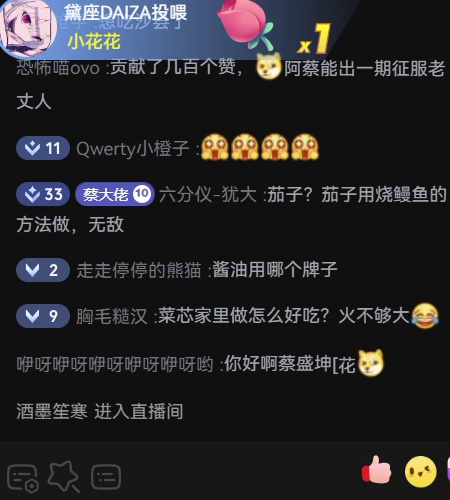 黛座DAIZA投喂
小花花
x1
恐怖喵ovo :贡献了几百个赞，阿蔡能出一期征服老
丈人
11 Qwerty小橙子 :
33 蔡大佬 10 六分仪-犹大 :茄子？茄子用烧鳗鱼的
方法做，无敌
2 走走停停的熊猫 :酱油用哪个牌子
9 胸毛糙汉 :菜芯家里做怎么好吃？火不够大
咿呀咿呀咿呀咿呀咿呀哟 :你好啊蔡盛坤[花
酒墨笙寒 进入直播间